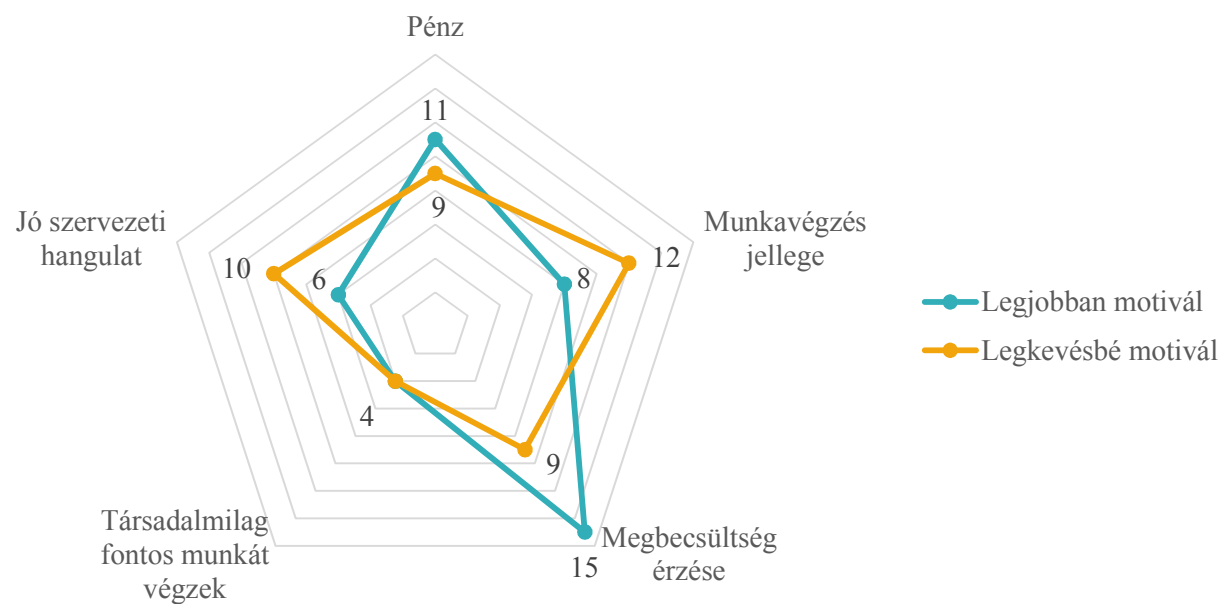 Pénz
11
9
Jó szervezeti
hangulat
10
6
8
12
Munkavégzés
jellege
Legjobban motivál
Legkevésbé motivál
4
9
Társadalmilag
fontos munkát
végzek
15
Megbecsültség
érzése